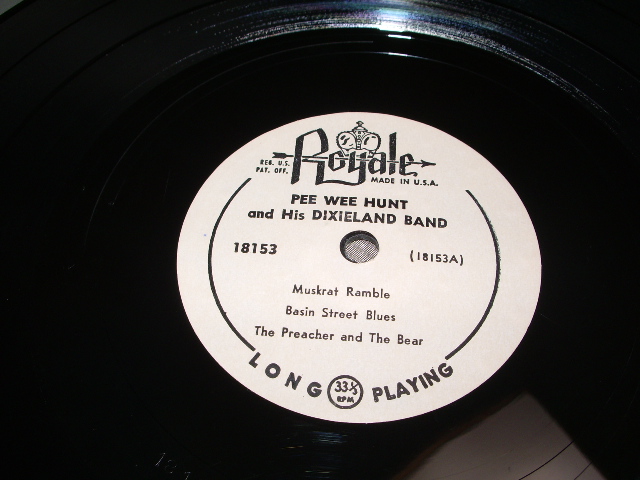 Royale
REG. U.S.
PAT. OFF.
MADE IN U.S.A.
PEE WEE HUNT
and His DIXIELAND BAND
18153
(18153A)
Muskrat Ramble
Basin Street Blues
The Preacher and The Bear
LONG 33⅓ RPM PLAYING